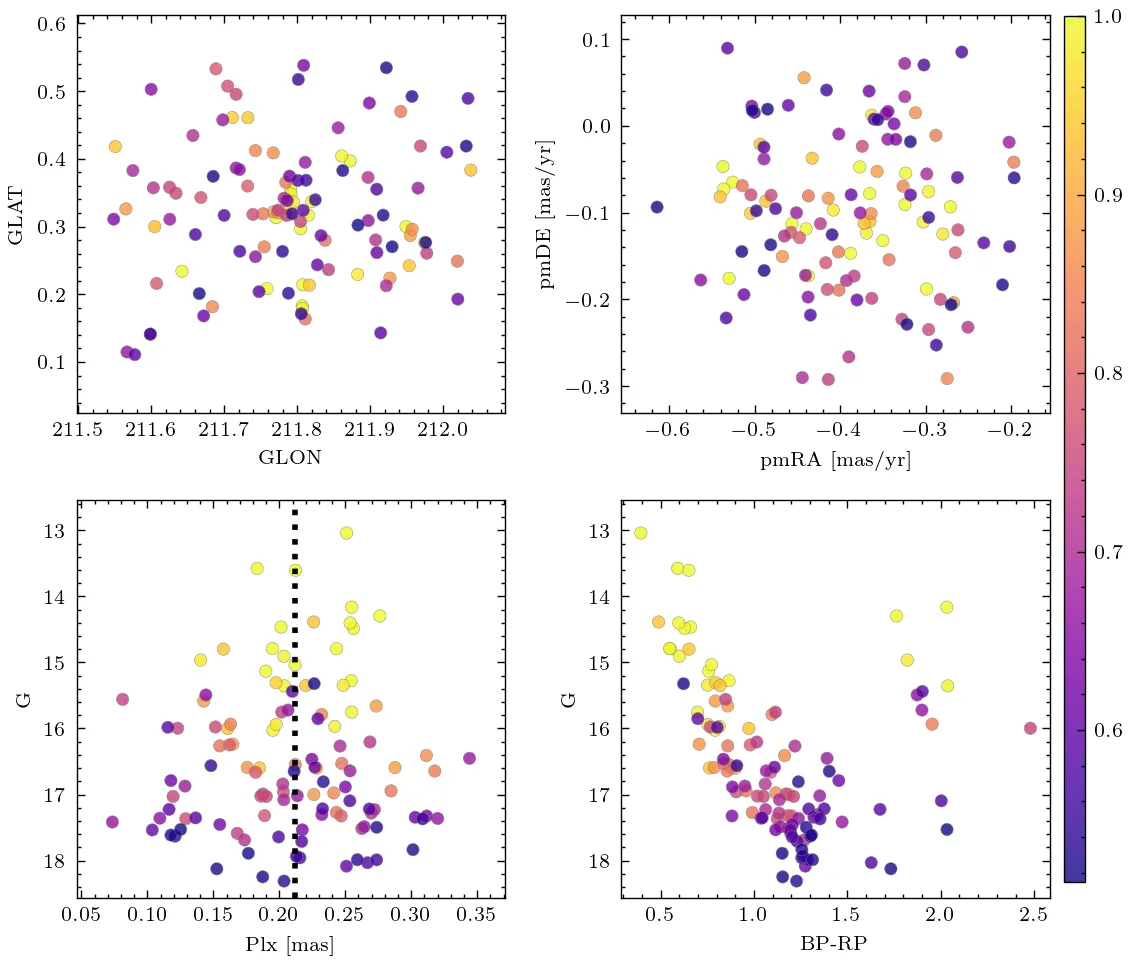 0.6
0.5
0.4
0.3
0.2
0.1
GLAT
211.5 211.6 211.7 211.8 211.9 212.0
GLON
0.1
0.0
−0.1
−0.2
−0.3
pmDE [mas/yr]
−0.6 −0.5 −0.4 −0.3 −0.2
pmRA [mas/yr]
13
14
15
16
17
18
G
0.05 0.10 0.15 0.20 0.25 0.30 0.35
Plx [mas]
13
14
15
16
17
18
G
0.5 1.0 1.5 2.0 2.5
BP-RP
1.0
0.9
0.8
0.7
0.6